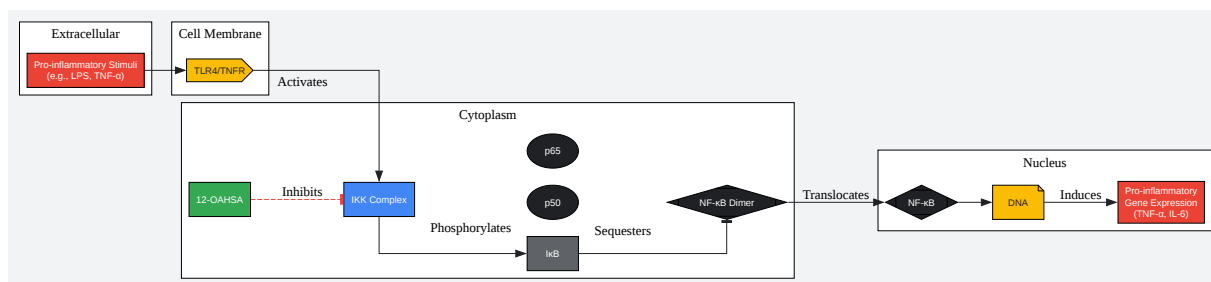 Extracellular
Pro-inflammatory Stimuli
(e.g., LPS, TNF-α)
Cell Membrane
TLR4/TNFR
Activates
Cytoplasm
p65
12-OAHSA
Inhibits
IKK Complex
p50
NF-κB Dimer
Phosphorylates
IκB
Sequesters
Translocates
Nucleus
NF-κB
DNA
Induces
Pro-inflammatory
Gene Expression
(TNF-α, IL-6)